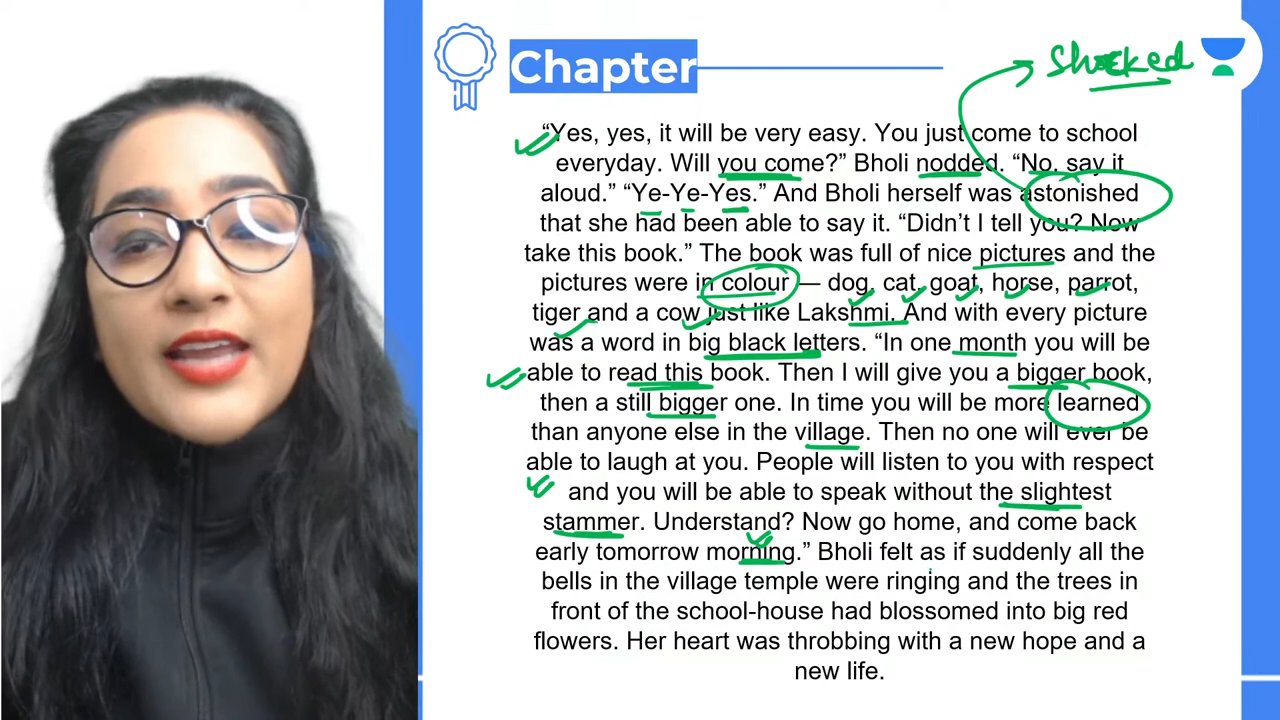 Chapter
Shocked
“Yes, yes, it will be very easy. You just come to school
everyday. Will you come?” Bholi nodded. “No, say it
aloud.” “Ye-Ye-Yes.” And Bholi herself was astonished
that she had been able to say it. “Didn’t I tell you? Now
take this book.” The book was full of nice pictures and the
pictures were in colour — dog, cat, goat, horse, parrot,
tiger and a cow just like Lakshmi. And with every picture
was a word in big black letters. “In one month you will be
able to read this book. Then I will give you a bigger book,
then a still bigger one. In time you will be more learned
than anyone else in the village. Then no one will ever be
able to laugh at you. People will listen to you with respect
and you will be able to speak without the slightest
stammer. Understand? Now go home, and come back
early tomorrow morning.” Bholi felt as if suddenly all the
bells in the village temple were ringing and the trees in
front of the school-house had blossomed into big red
flowers. Her heart was throbbing with a new hope and a
new life.